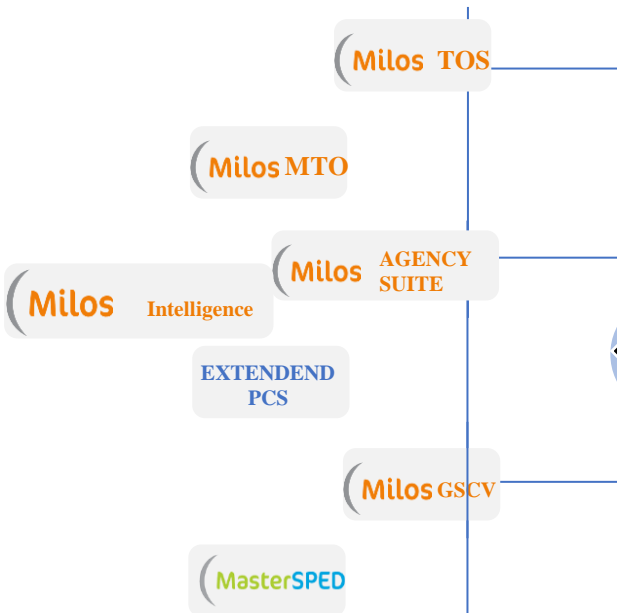 Milos TOS
Milos MTO
Milos AGENCY
SUITE
Milos Intelligence
EXTENDEND
PCS
Milos GSCV
MasterSPED